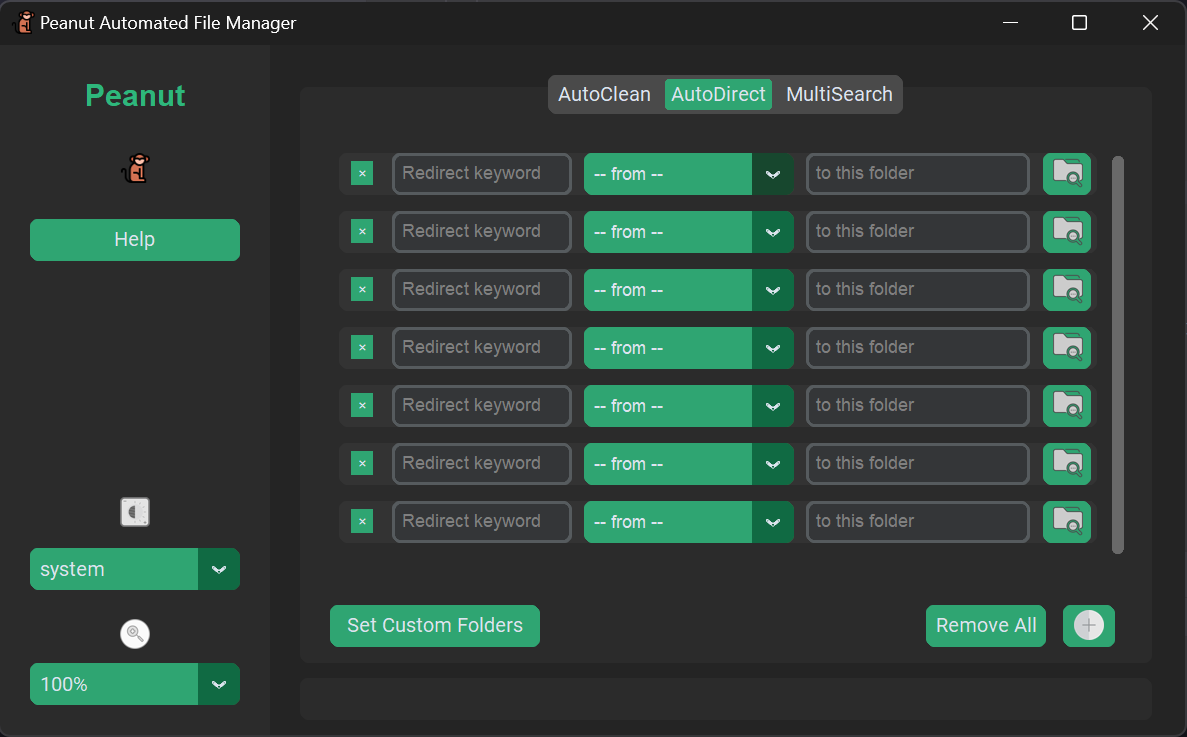 Peanut Automated File Manager
Peanut
Help
system
100%
AutoClean AutoDirect MultiSearch
× Redirect keyword -- from -- to this folder
× Redirect keyword -- from -- to this folder
× Redirect keyword -- from -- to this folder
× Redirect keyword -- from -- to this folder
× Redirect keyword -- from -- to this folder
× Redirect keyword -- from -- to this folder
× Redirect keyword -- from -- to this folder
Set Custom Folders Remove All